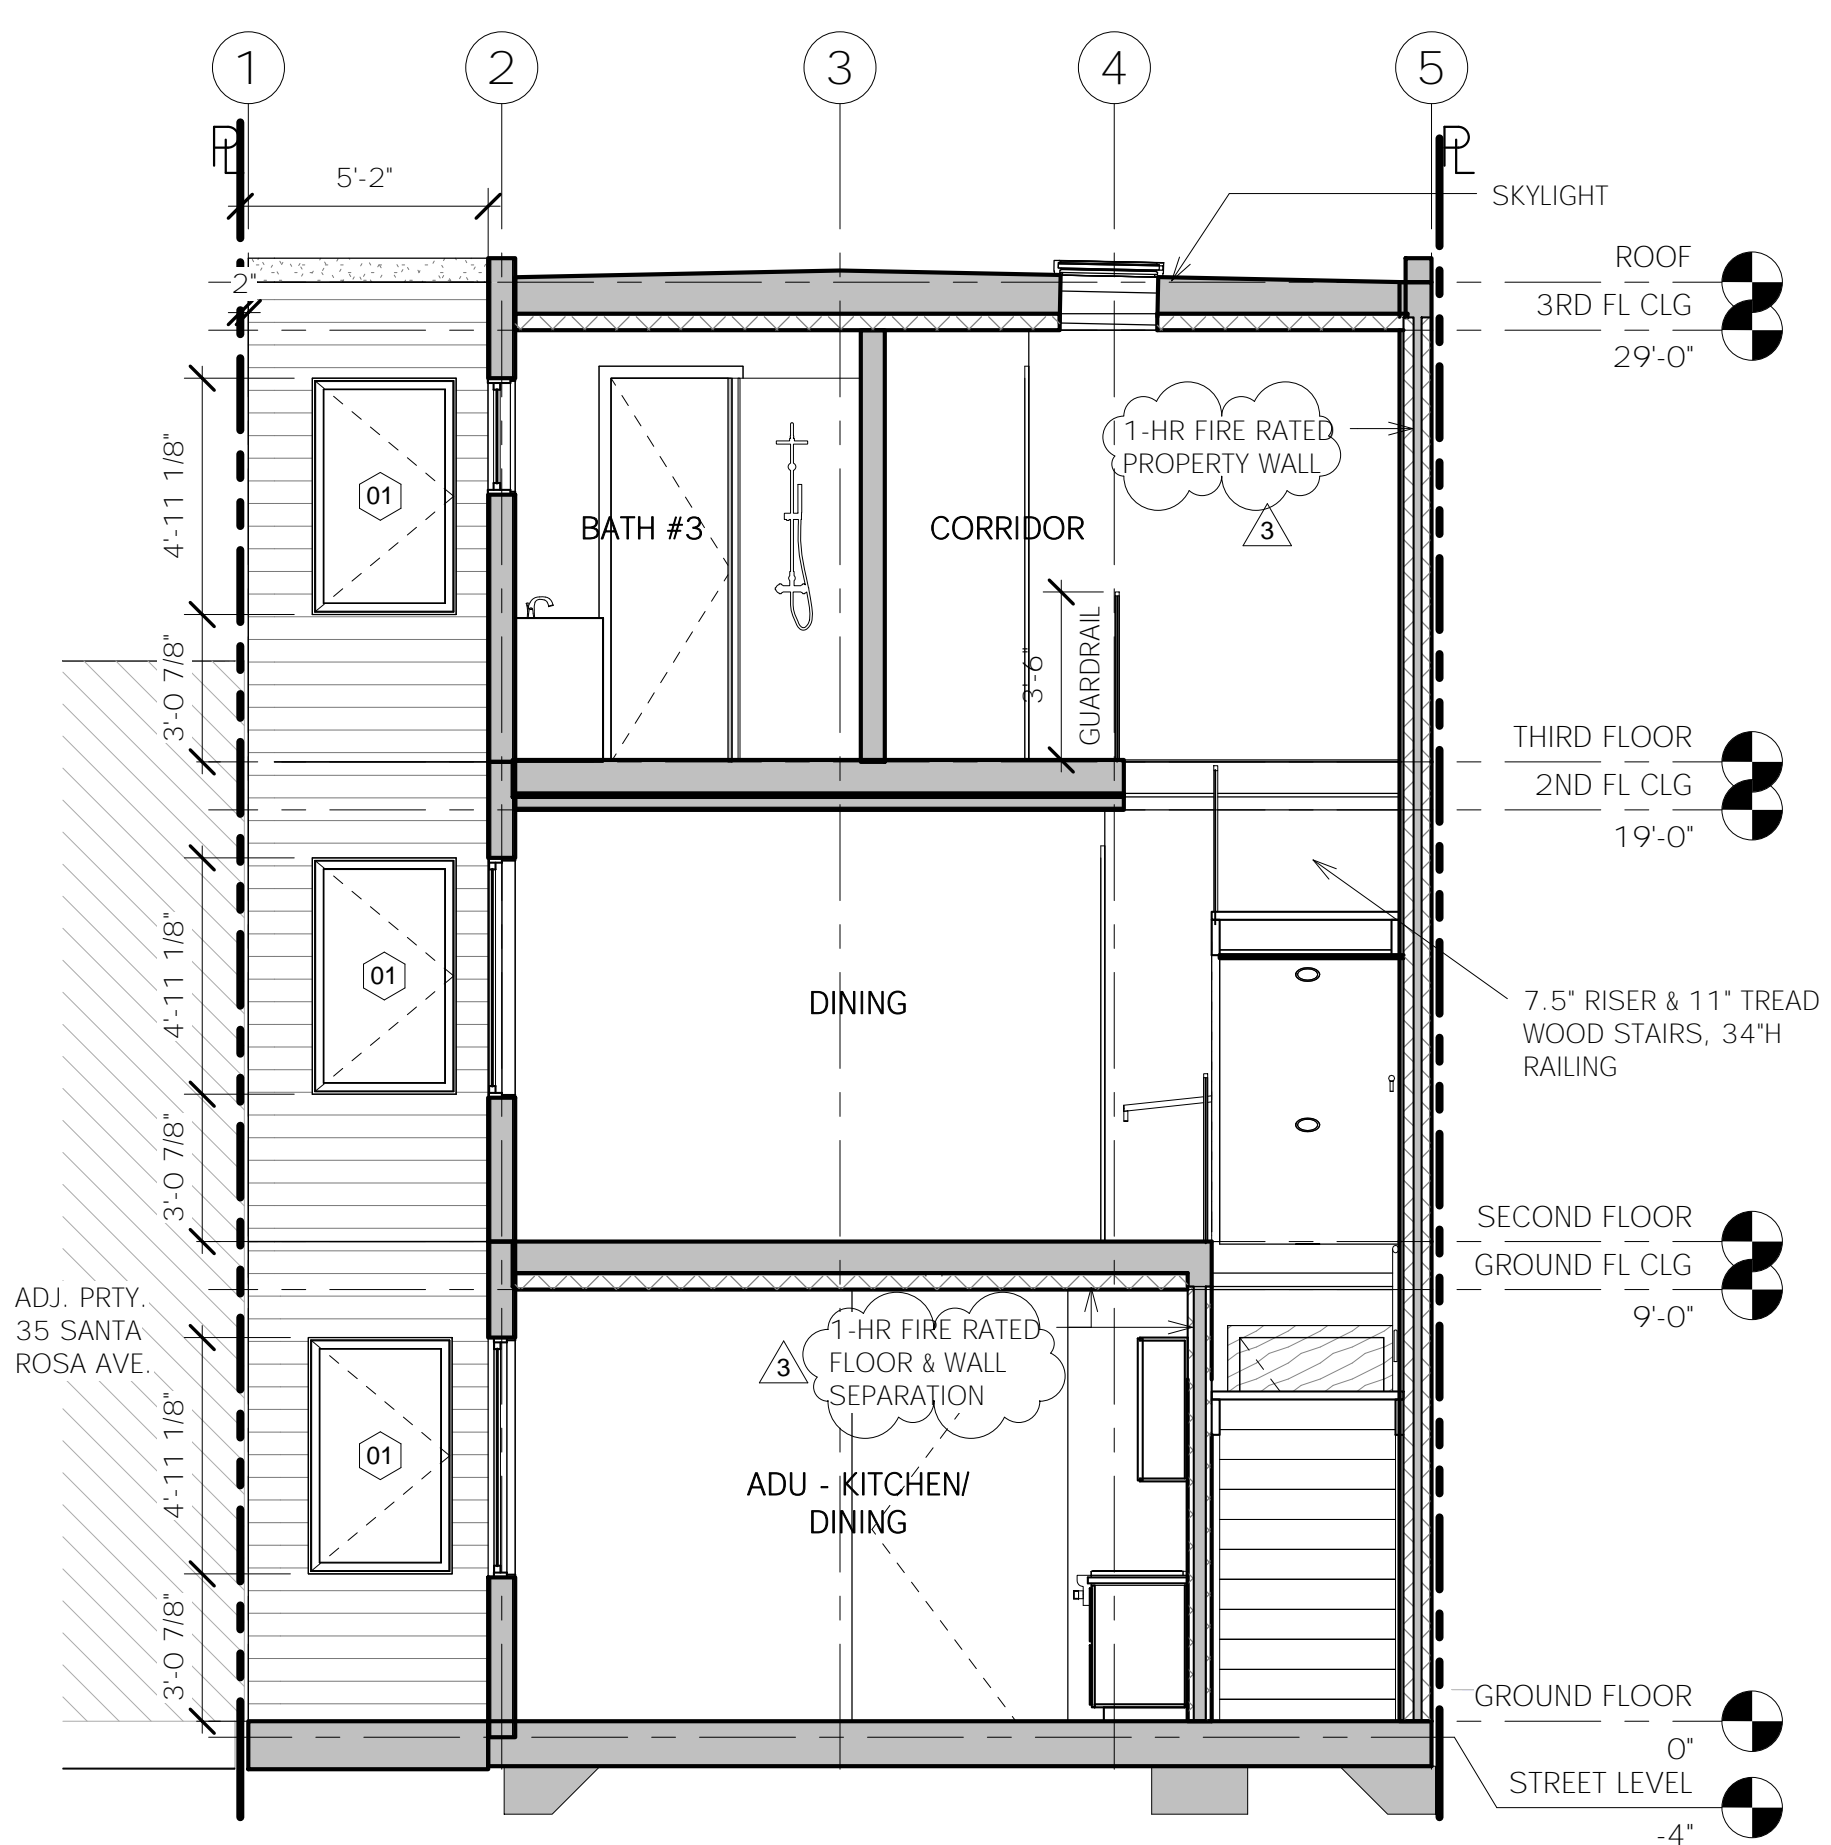 1
2
3
4
5
PL
PL
5'-2"
SKYLIGHT
2"
ROOF
3RD FL CLG
29'-0"
4'-11 1/8"
01
1-HR FIRE RATED
PROPERTY WALL
3
BATH #3
CORRIDOR
3'-6"
GUARDRAIL
3'-0 7/8"
THIRD FLOOR
2ND FL CLG
19'-0"
4'-11 1/8"
01
DINING
7.5" RISER & 11" TREAD
WOOD STAIRS, 34"H
RAILING
3'-0 7/8"
SECOND FLOOR
GROUND FL CLG
9'-0"
ADJ. PRTY.
35 SANTA
ROSA AVE.
1-HR FIRE RATED
FLOOR & WALL
SEPARATION
3
4'-11 1/8"
01
ADU - KITCHEN/
DINING
3'-0 7/8"
GROUND FLOOR
0"
STREET LEVEL
-4"